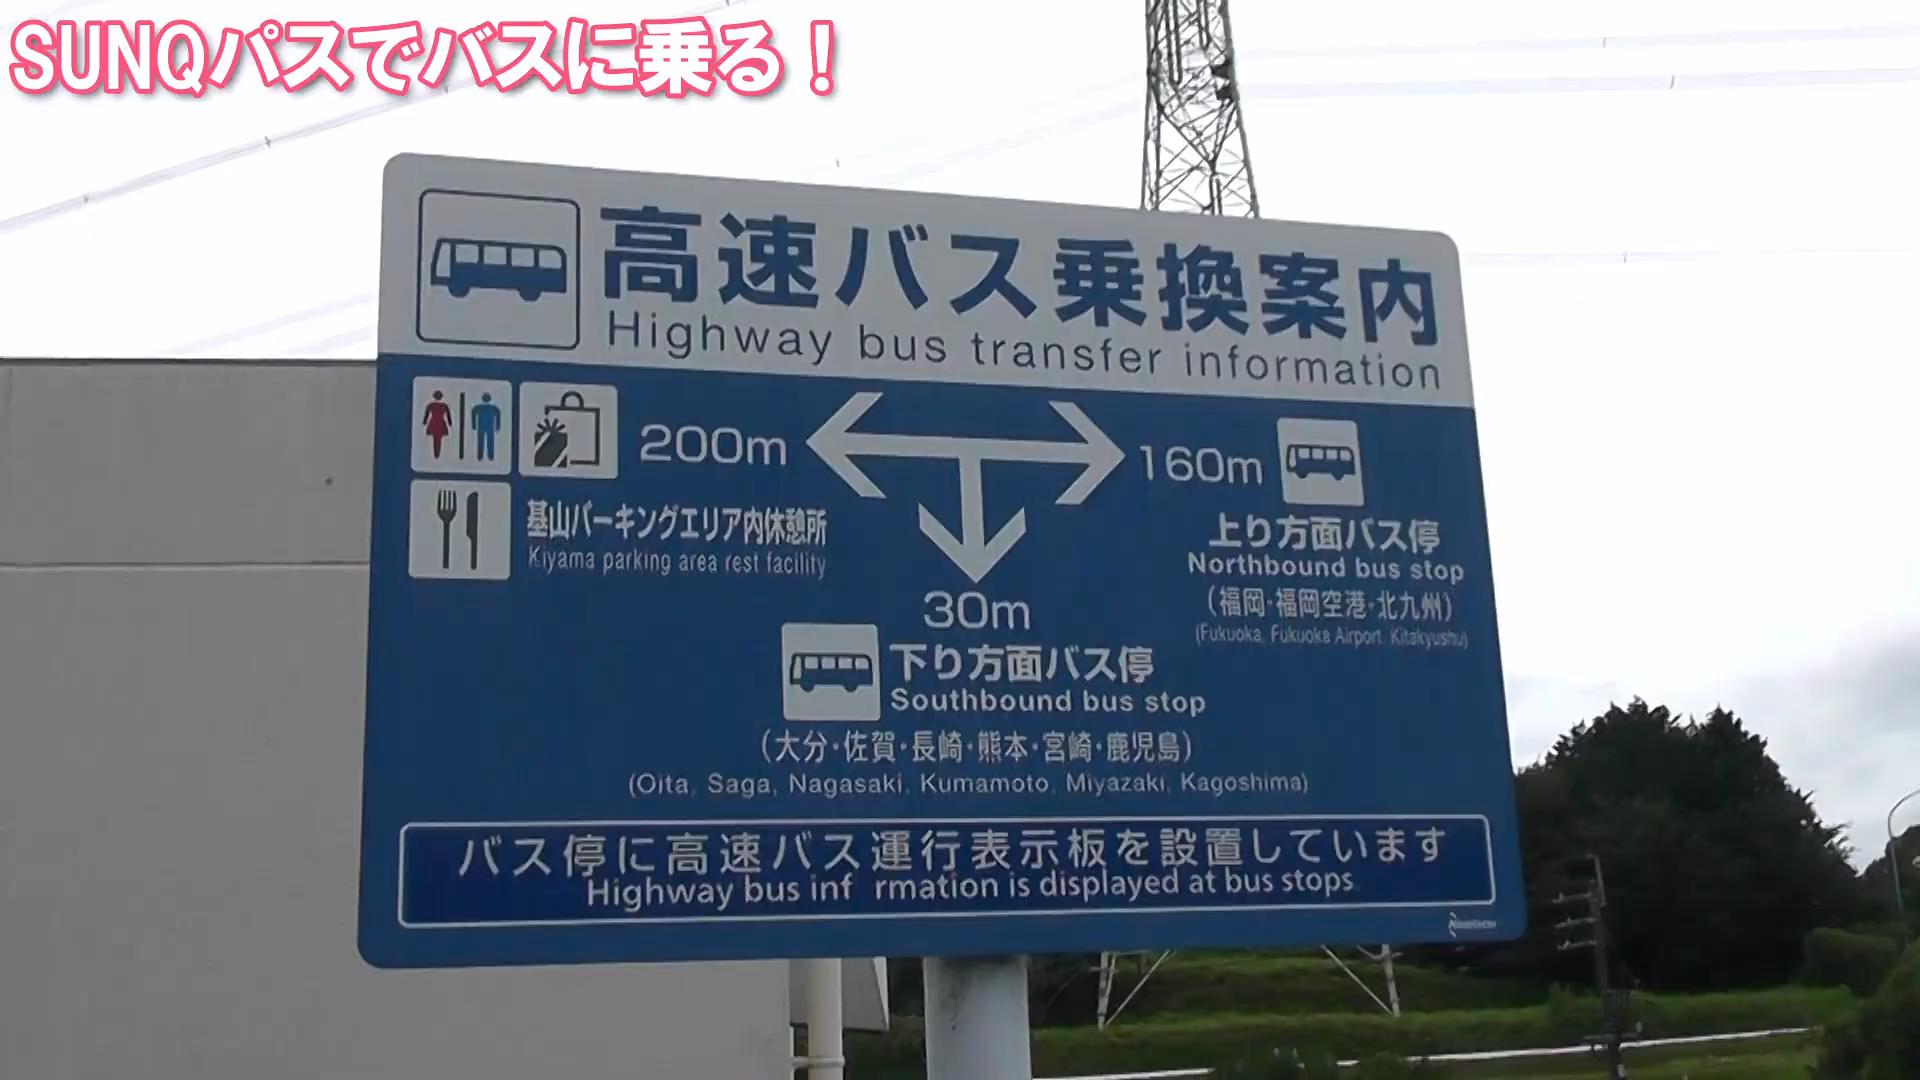 SUNQパスでバスに乗る！
高速バス乗換案内
Highway bus transfer information
200m
160m
基山パーキングエリア内休憩所
Kiyama parking area rest facility
上り方面バス停
Northbound bus stop
(福岡・福岡空港・北九州)
(Fukuoka, Fukuoka Airport, Kitakyushu)
30m
下り方面バス停
Southbound bus stop
(大分・佐賀・長崎・熊本・宮崎・鹿児島)
(Oita, Saga, Nagasaki, Kumamoto, Miyazaki, Kagoshima)
バス停に高速バス運行表示板を設置しています
Highway bus inf rmation is displayed at bus stops